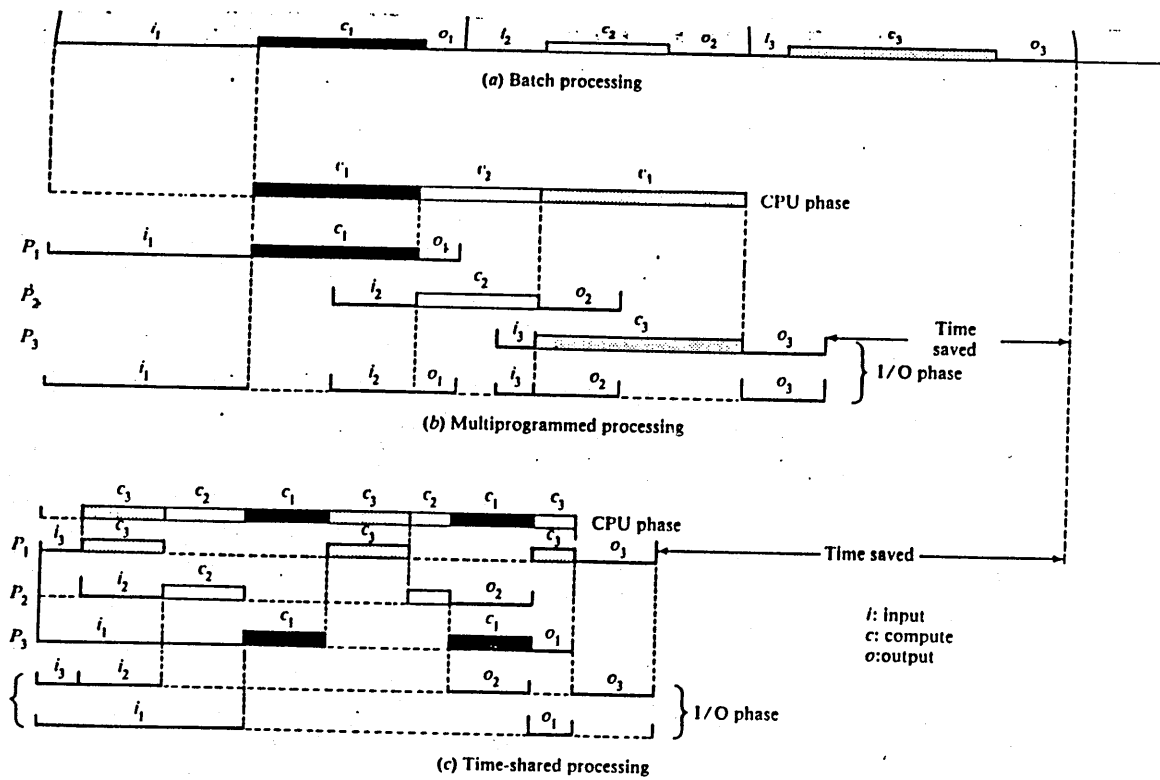 i₁ c₁ o₁ i₂ c₂ o₂ i₃ c₃ o₃
(a) Batch processing
c₁ c₂ c₁ CPU phase
P₁ i₁ c₁ o₁
P₂ i₂ c₂ o₂
P₃ i₃ c₃ o₃ Time saved
i₁ i₂ o₁ i₃ o₂ o₃ I/O phase
(b) Multiprogrammed processing
c₃ c₂ c₁ c₃ c₂ c₁ c₃ CPU phase
P₁ i₃ c₃ c₃ c₃ o₃ Time saved
P₂ i₂ c₂ o₂
P₃ i₁ c₁ c₁ o₁
i: input
c: compute
o:output
i₃ i₂ o₂ o₃ I/O phase
i₁ o₁
(c) Time-shared processing